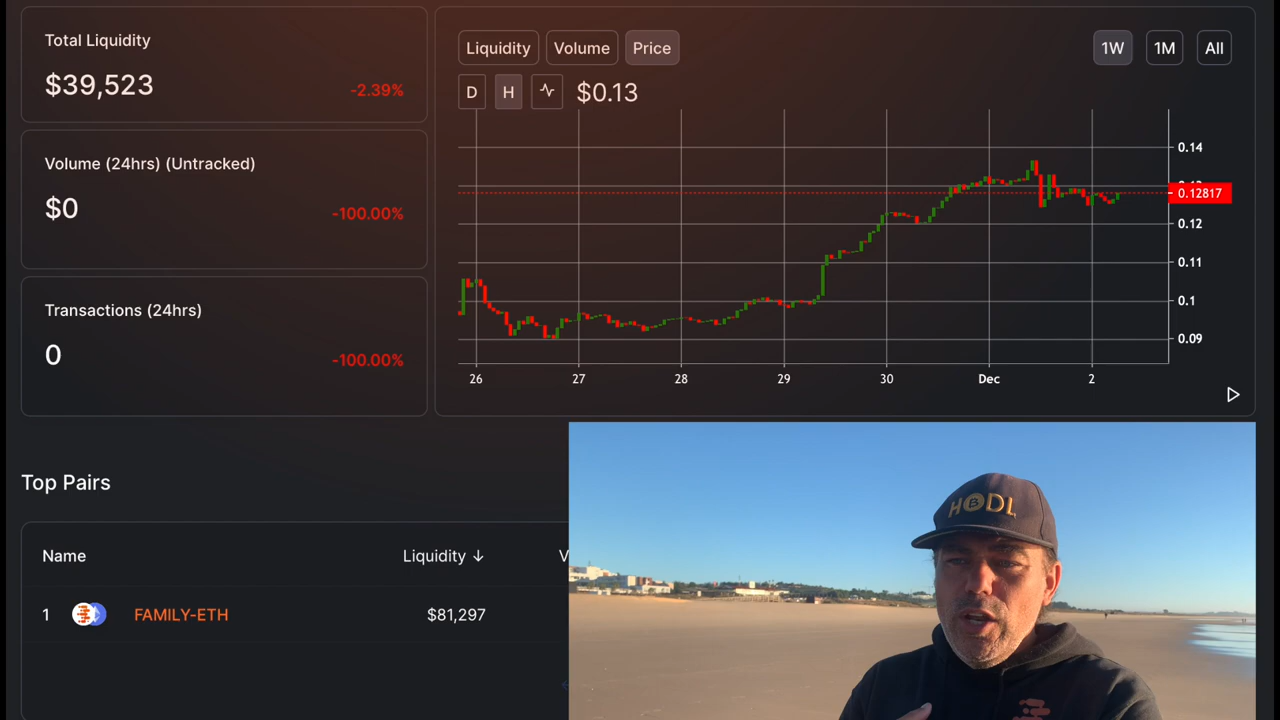 Total Liquidity
$39,523
-2.39%
Volume (24hrs) (Untracked)
$0
-100.00%
Transactions (24hrs)
0
-100.00%
Liquidity Volume Price
1W 1M All
D H $0.13
0.14
0.12817
0.12
0.11
0.1
0.09
26 27 28 29 30 Dec 2
Top Pairs
Name Liquidity ↓ V
1 FAMILY-ETH $81,297
HODL